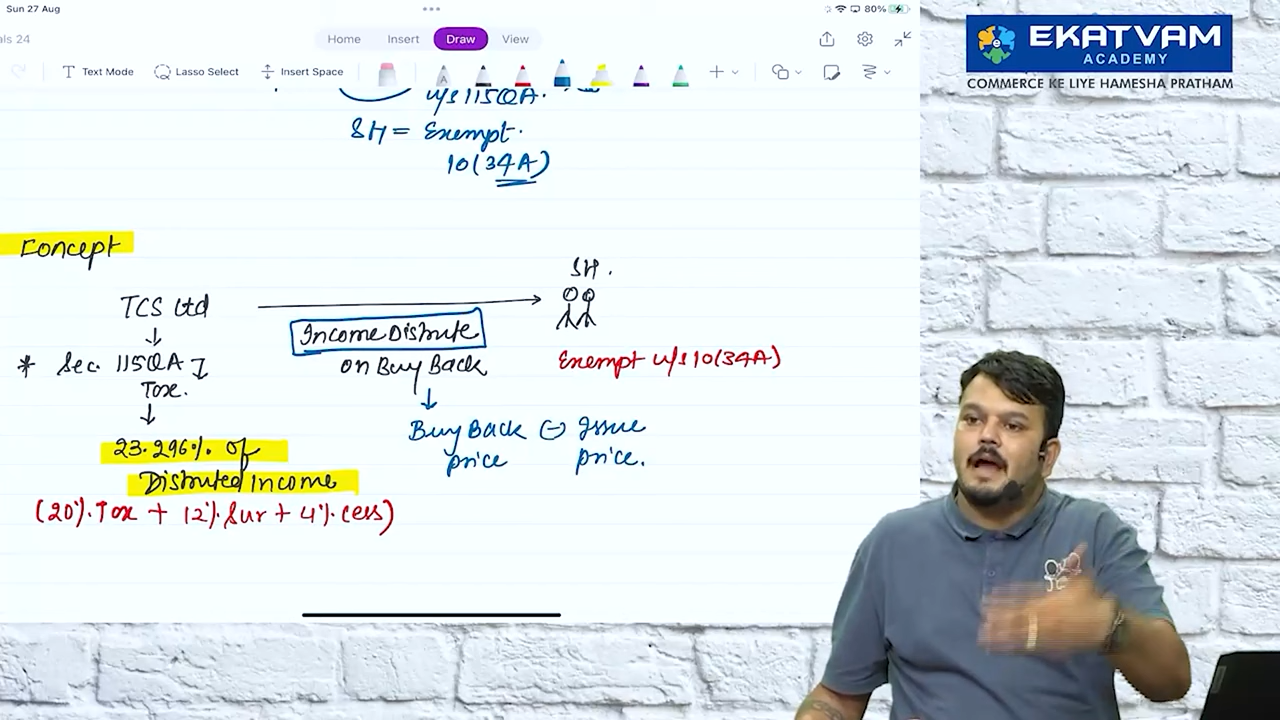 Sun 27 Aug
80%
als 24
Home Insert Draw View
Text Mode Lasso Select Insert Space
u/s 115QA.
SH = Exempt.
10(34A)
Concept
SH.
TCS Ltd
Income Distribute
on Buy Back
Exempt u/s 10(34A)
* Sec. 115QA
Tax.
Buy Back - Issue
price price.
23.296% of
Distributed Income
(20% Tax + 12% Sur + 4% Cess)
EKATVAM
ACADEMY
COMMERCE KE LIYE HAMESHA PRATHAM